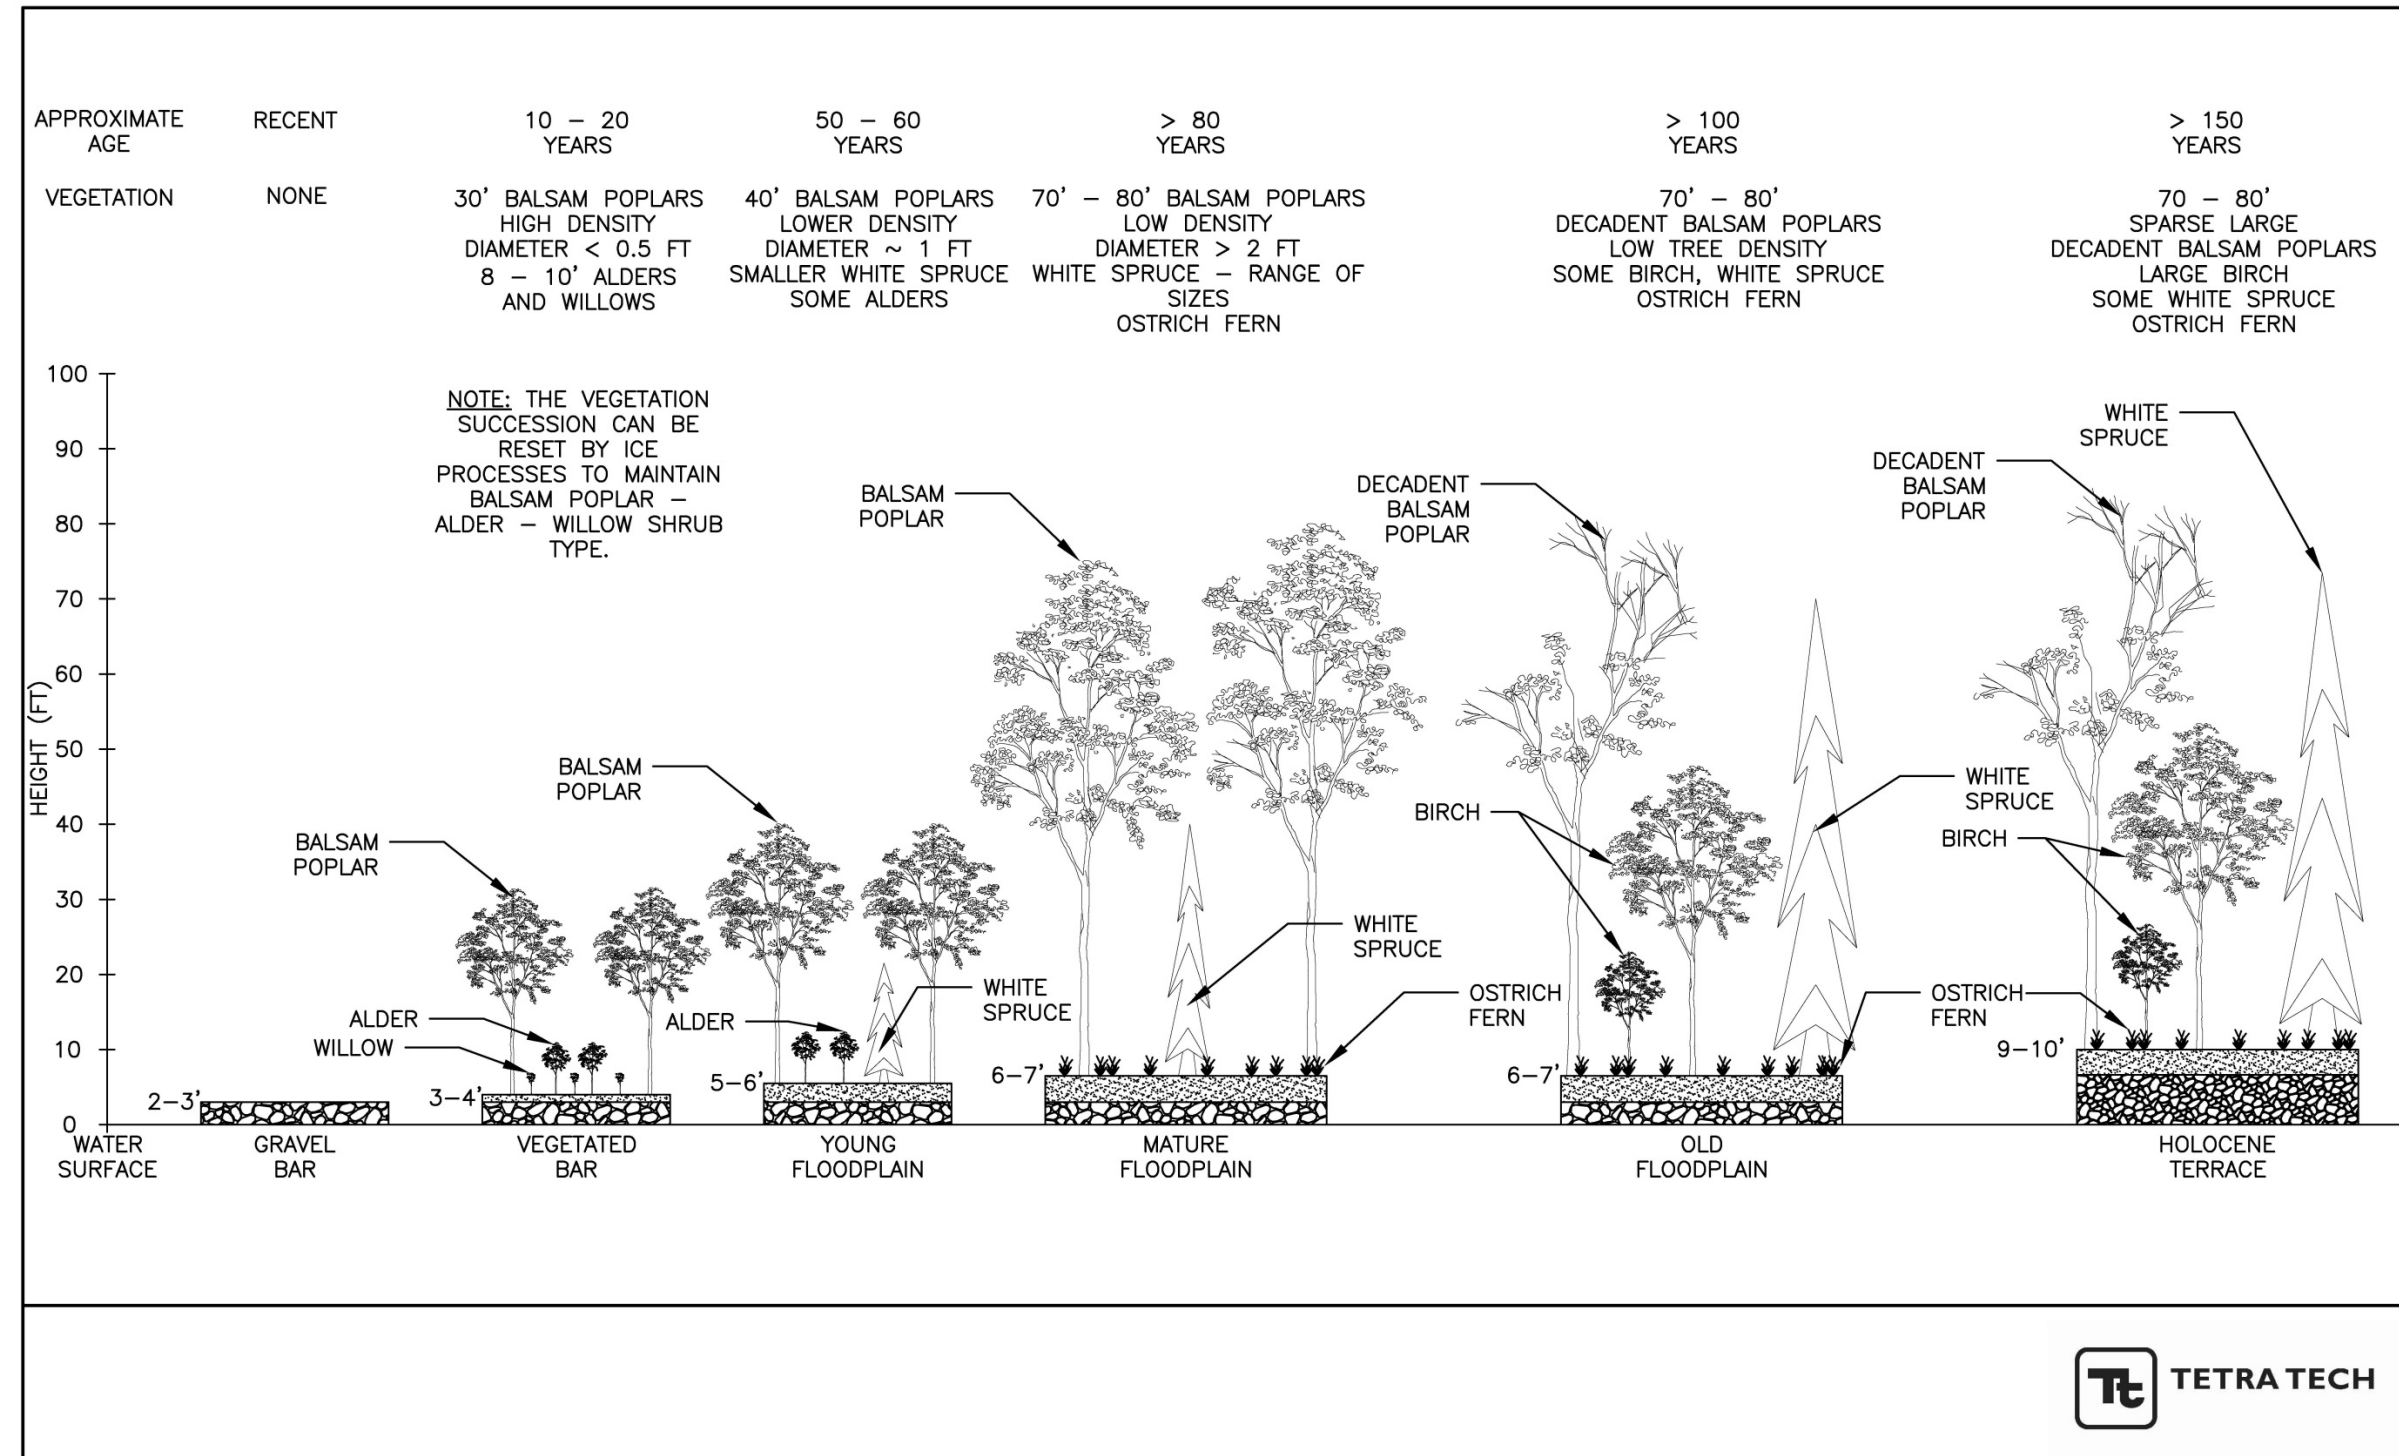 APPROXIMATE
AGE
RECENT
10 – 20
YEARS
50 – 60
YEARS
> 80
YEARS
> 100
YEARS
> 150
YEARS
VEGETATION
NONE
30' BALSAM POPLARS
HIGH DENSITY
DIAMETER < 0.5 FT
8 – 10' ALDERS
AND WILLOWS
40' BALSAM POPLARS
LOWER DENSITY
DIAMETER ~ 1 FT
SMALLER WHITE SPRUCE
SOME ALDERS
70' – 80' BALSAM POPLARS
LOW DENSITY
DIAMETER > 2 FT
WHITE SPRUCE – RANGE OF
SIZES
OSTRICH FERN
70' – 80'
DECADENT BALSAM POPLARS
LOW TREE DENSITY
SOME BIRCH, WHITE SPRUCE
OSTRICH FERN
70 – 80'
SPARSE LARGE
DECADENT BALSAM POPLARS
LARGE BIRCH
SOME WHITE SPRUCE
OSTRICH FERN
NOTE: THE VEGETATION
SUCCESSION CAN BE
RESET BY ICE
PROCESSES TO MAINTAIN
BALSAM POPLAR –
ALDER – WILLOW SHRUB
TYPE.
HEIGHT (FT)
100
90
80
70
60
50
40
30
20
10
0
WATER
SURFACE
2–3'
GRAVEL
BAR
BALSAM
POPLAR
ALDER
WILLOW
3–4'
VEGETATED
BAR
BALSAM
POPLAR
ALDER
WHITE
SPRUCE
5–6'
YOUNG
FLOODPLAIN
BALSAM
POPLAR
WHITE
SPRUCE
OSTRICH
FERN
6–7'
MATURE
FLOODPLAIN
DECADENT
BALSAM
POPLAR
BIRCH
WHITE
SPRUCE
6–7'
OLD
FLOODPLAIN
WHITE
SPRUCE
DECADENT
BALSAM
POPLAR
BIRCH
OSTRICH
FERN
9–10'
HOLOCENE
TERRACE
Tt
TETRA TECH